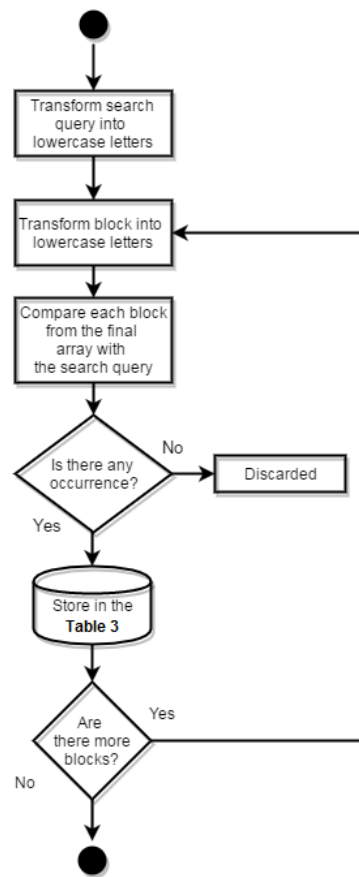 Transform search
query into
lowercase letters
Transform block into
lowercase letters
Compare each block
from the final
array with
the search query
Is there any
occurrence?
No
Discarded
Yes
Store in the
Table 3
Are
there more
blocks?
Yes
No